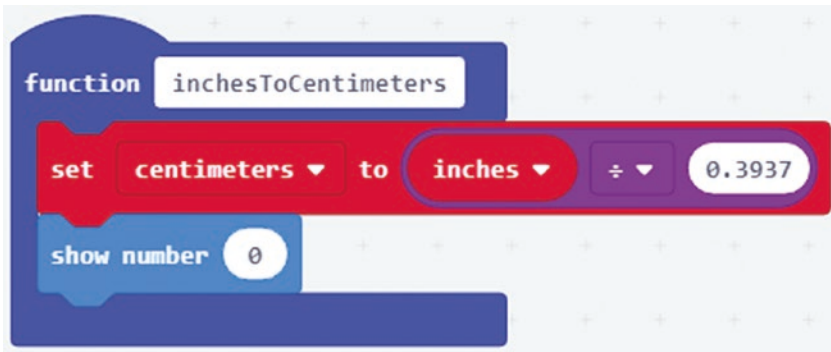 function inchesToCentimeters
set centimeters to inches ÷ 0.3937
show number 0